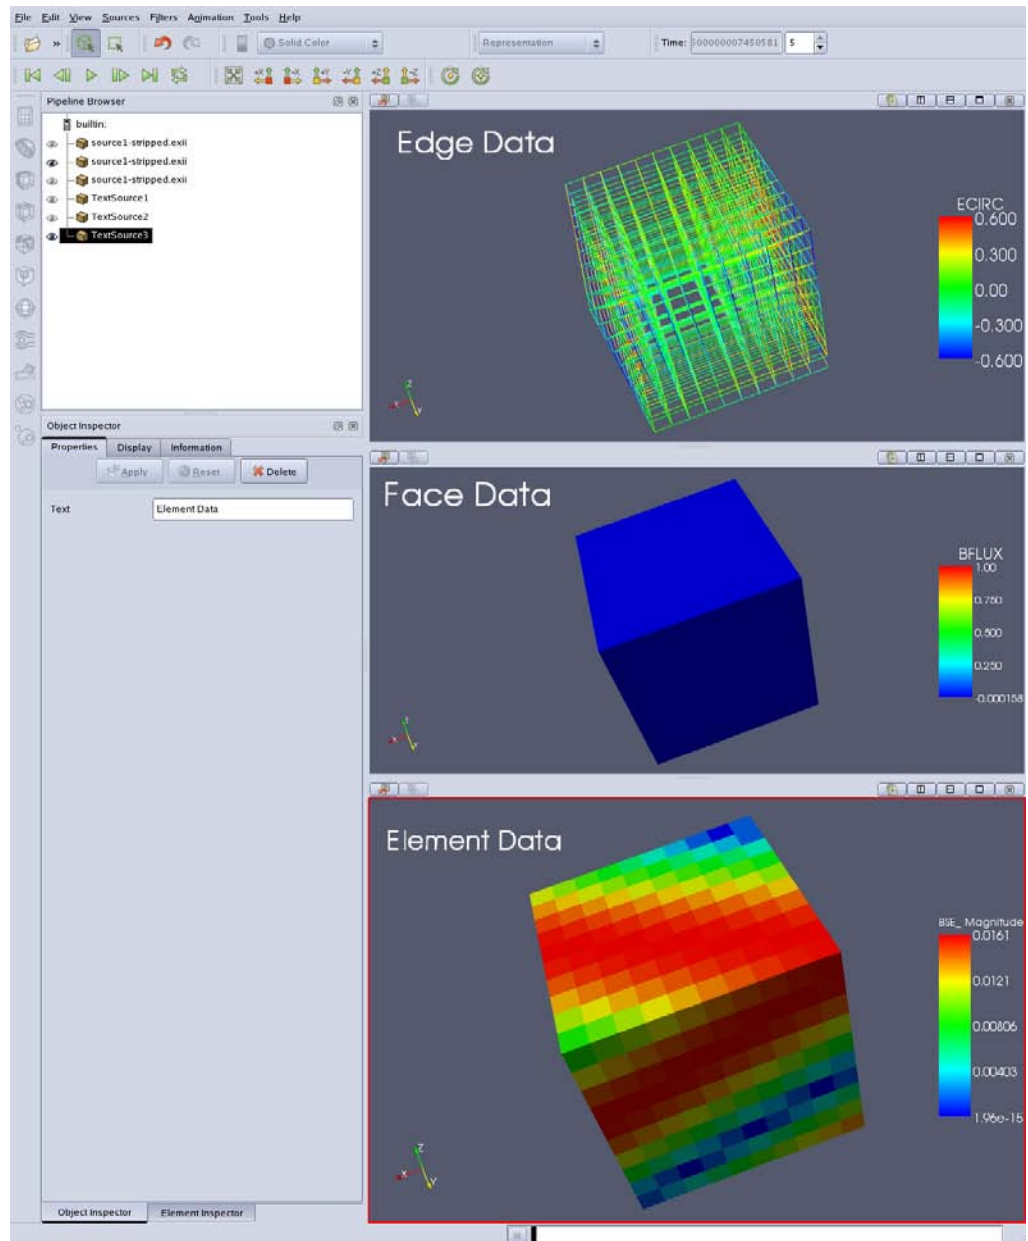 File Edit View Sources Filters Animation Tools Help
» Solid Color Representation Time: 500000007450581 5
Pipeline Browser
builtin:
source1-stripped.exii
source1-stripped.exii
source1-stripped.exii
TextSource1
TextSource2
TextSource3
Object Inspector
Properties Display Information
Apply Reset Delete
Text Element Data
Object Inspector Element Inspector
Edge Data
ECIRC
0.600
0.300
0.00
-0.300
-0.600
Z
X
Y
Face Data
BFLUX
1.00
0.750
0.500
0.250
-0.000158
Z
X
Y
Element Data
BSE_ Magnitude
0.0161
0.0121
0.00806
0.00403
1.96e-15
Z
X
Y